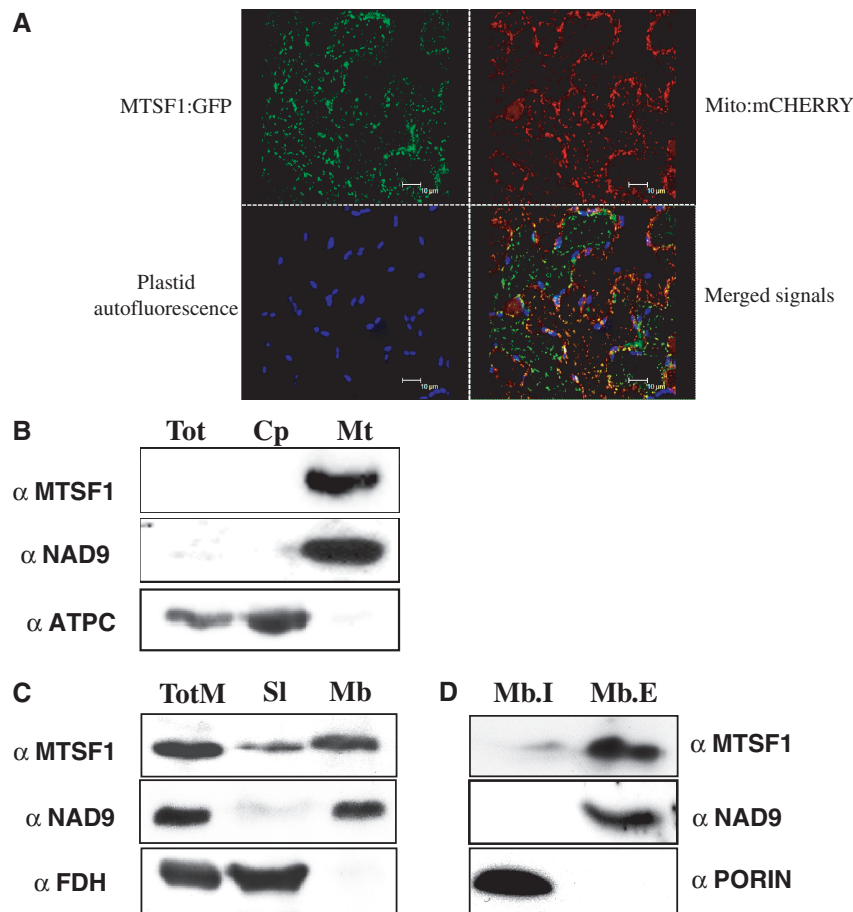 A
MTSF1:GFP
Mito:mCHERRY
10 µm
10 µm
Plastid
autofluorescence
Merged signals
10 µm
10 µm
B
Tot Cp Mt
α MTSF1
α NAD9
α ATPC
C
TotM Sl Mb
α MTSF1
α NAD9
α FDH
D
Mb.I Mb.E
α MTSF1
α NAD9
α PORIN